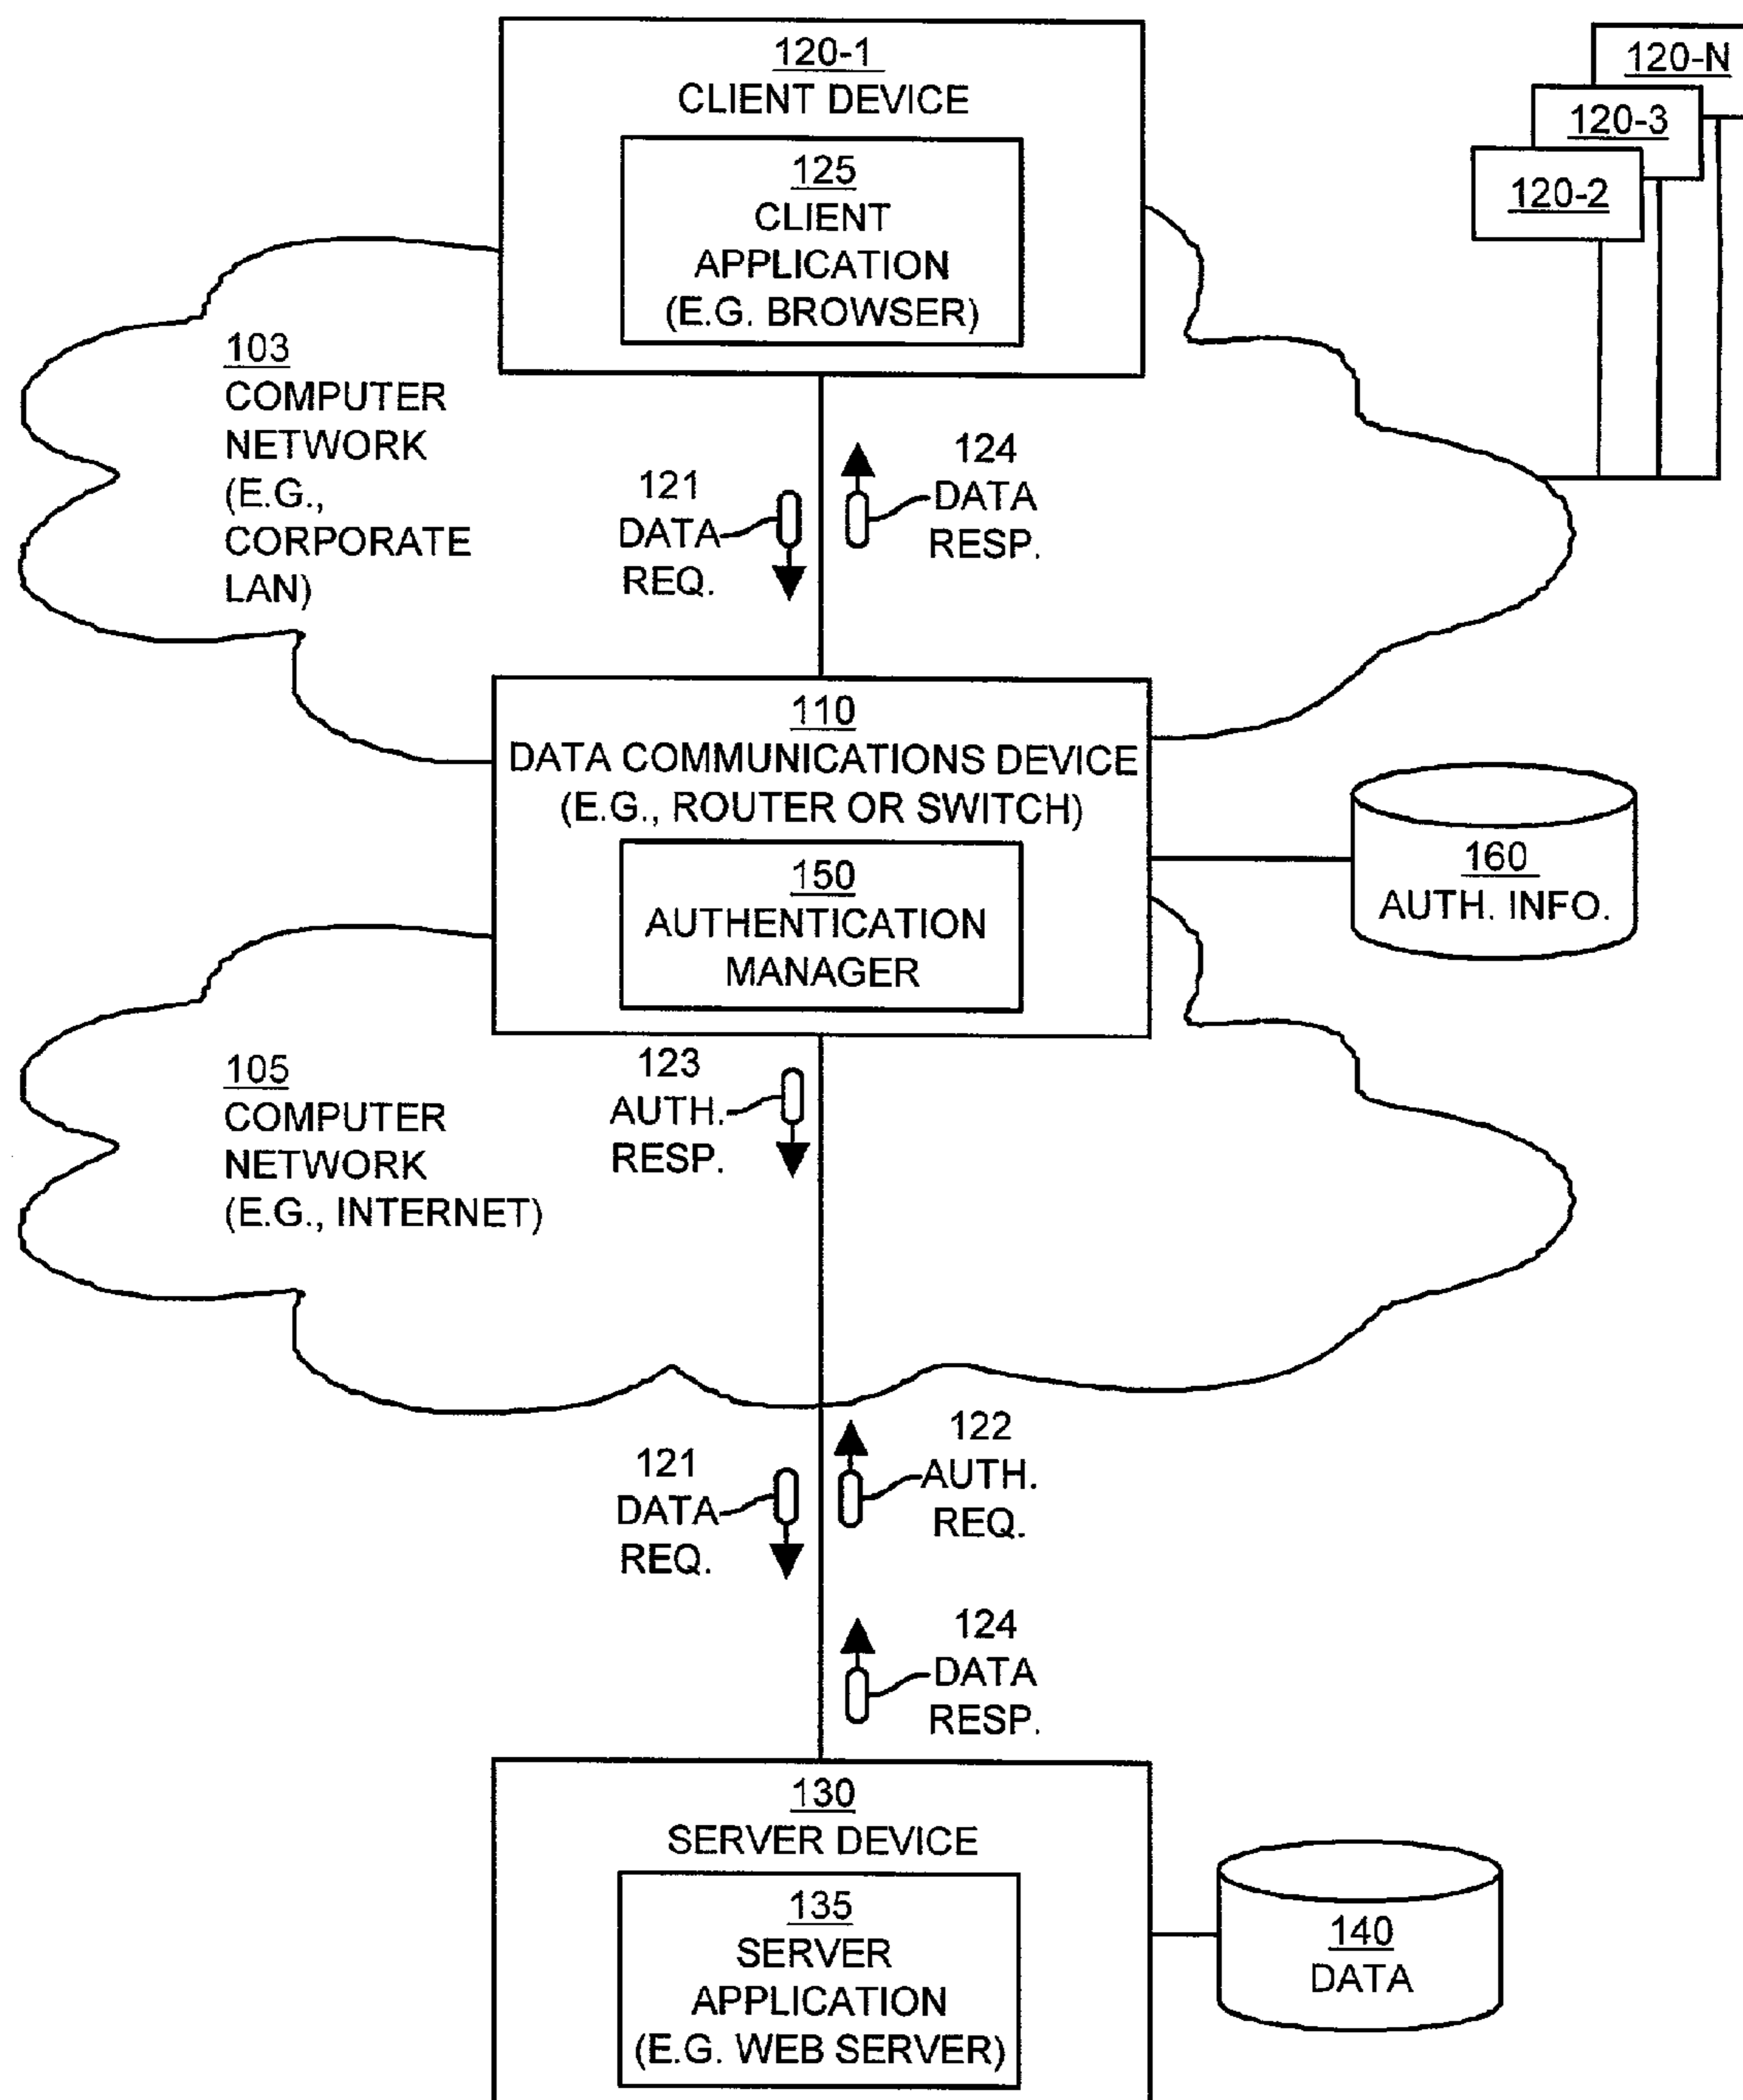 120-1
CLIENT DEVICE
125
CLIENT
APPLICATION
(E.G. BROWSER)
120-N
120-3
120-2
103
COMPUTER
NETWORK
(E.G.,
CORPORATE
LAN)
121
DATA
REQ.
124
DATA
RESP.
110
DATA COMMUNICATIONS DEVICE
(E.G., ROUTER OR SWITCH)
150
AUTHENTICATION
MANAGER
160
AUTH. INFO.
105
COMPUTER
NETWORK
(E.G., INTERNET)
123
AUTH.
RESP.
121
DATA
REQ.
122
AUTH.
REQ.
124
DATA
RESP.
130
SERVER DEVICE
135
SERVER
APPLICATION
(E.G. WEB SERVER)
140
DATA